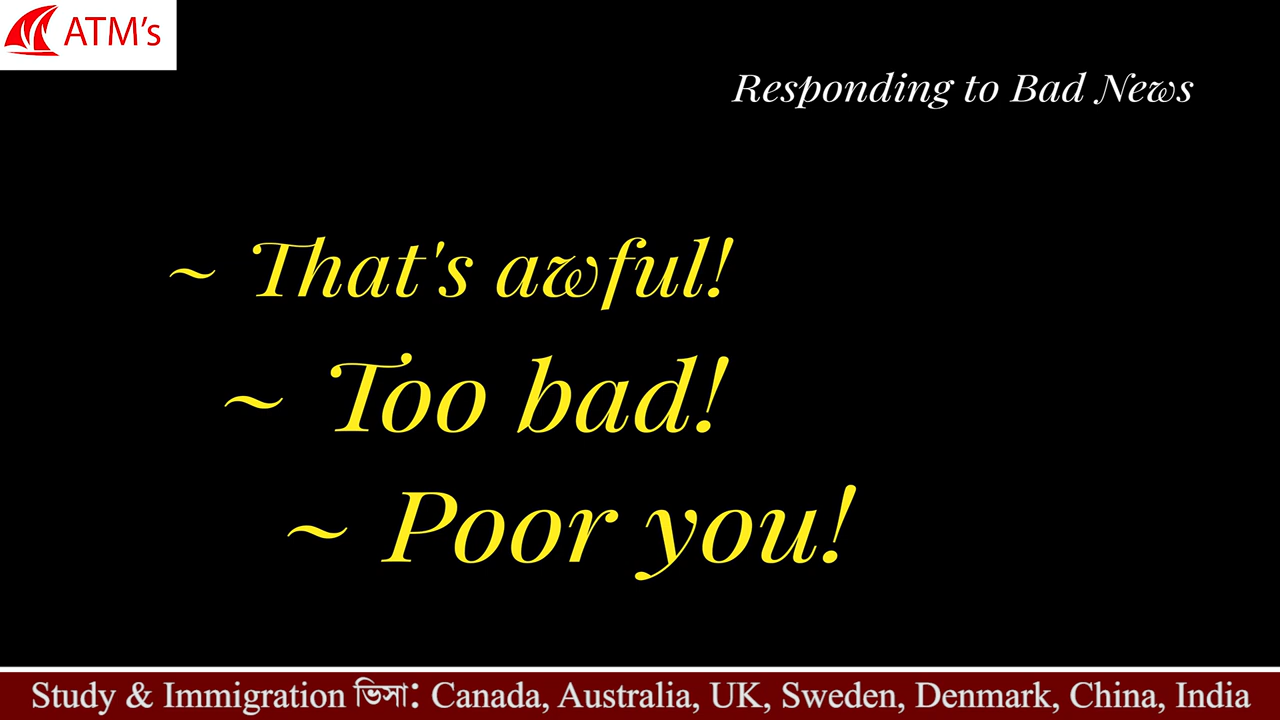 ATM's
Responding to Bad News
~ That's awful!
~ Too bad!
~ Poor you!
Study & Immigration ভিসা: Canada, Australia, UK, Sweden, Denmark, China, India